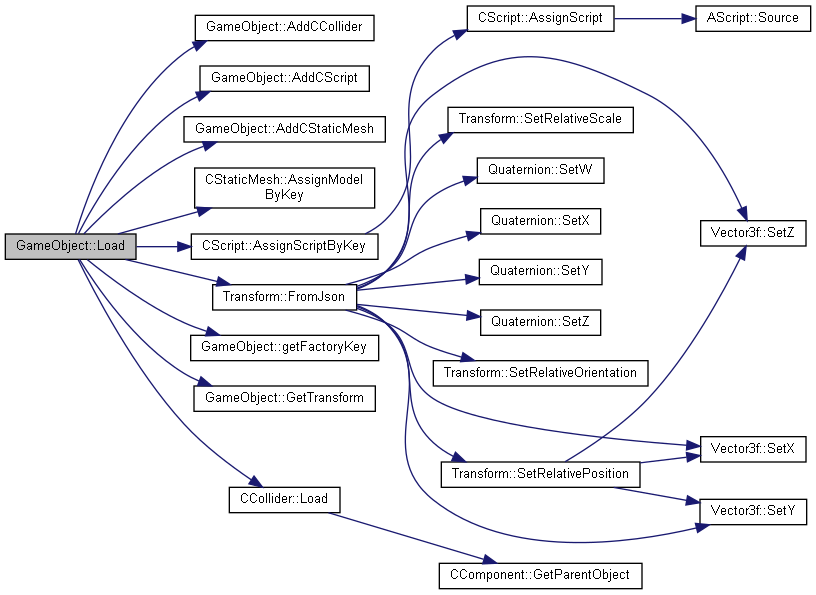 GameObject::Load
GameObject::AddCCollider
GameObject::AddCScript
GameObject::AddCStaticMesh
CStaticMesh::AssignModel
ByKey
CScript::AssignScriptByKey
Transform::FromJson
GameObject::getFactoryKey
GameObject::GetTransform
CCollider::Load
CScript::AssignScript
Transform::SetRelativeScale
Quaternion::SetW
Quaternion::SetX
Quaternion::SetY
Quaternion::SetZ
Transform::SetRelativeOrientation
Transform::SetRelativePosition
CComponent::GetParentObject
AScript::Source
Vector3f::SetZ
Vector3f::SetX
Vector3f::SetY